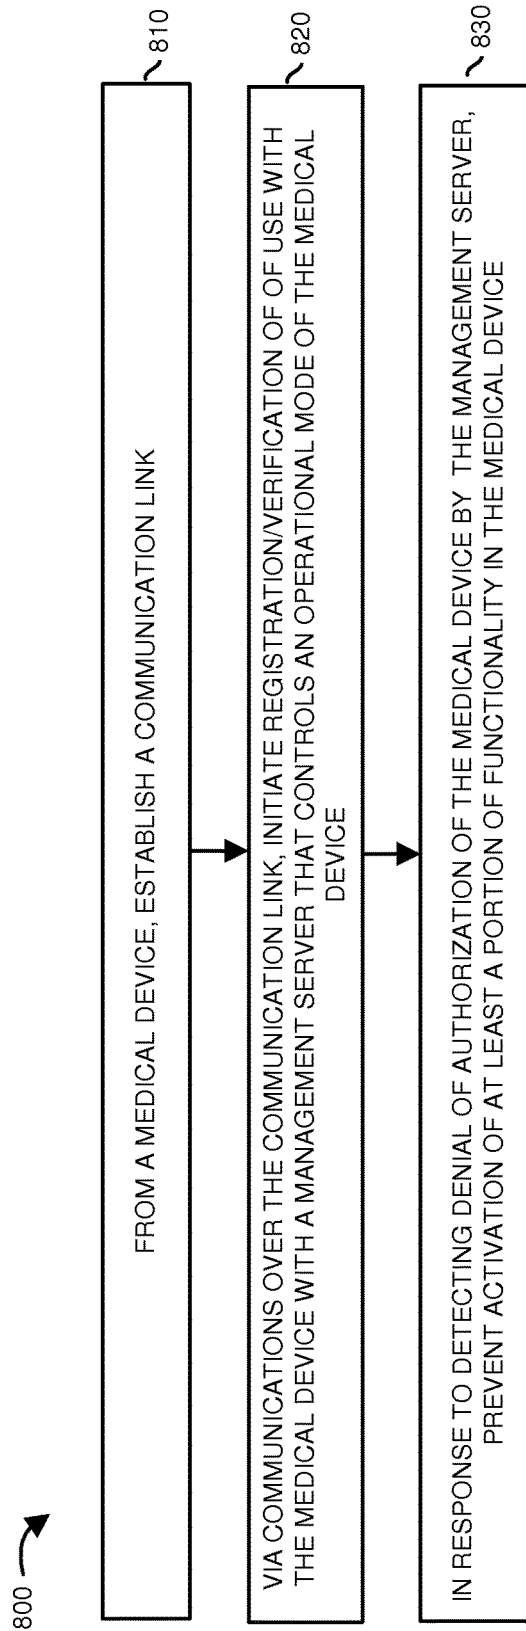 800
FROM A MEDICAL DEVICE, ESTABLISH A COMMUNICATION LINK
810
VIA COMMUNICATIONS OVER THE COMMUNICATION LINK, INITIATE REGISTRATION/VERIFICATION OF OF USE WITH
THE MEDICAL DEVICE WITH A MANAGEMENT SERVER THAT CONTROLS AN OPERATIONAL MODE OF THE MEDICAL
DEVICE
820
IN RESPONSE TO DETECTING DENIAL OF AUTHORIZATION OF THE MEDICAL DEVICE BY THE MANAGEMENT SERVER,
PREVENT ACTIVATION OF AT LEAST A PORTION OF FUNCTIONALITY IN THE MEDICAL DEVICE
830